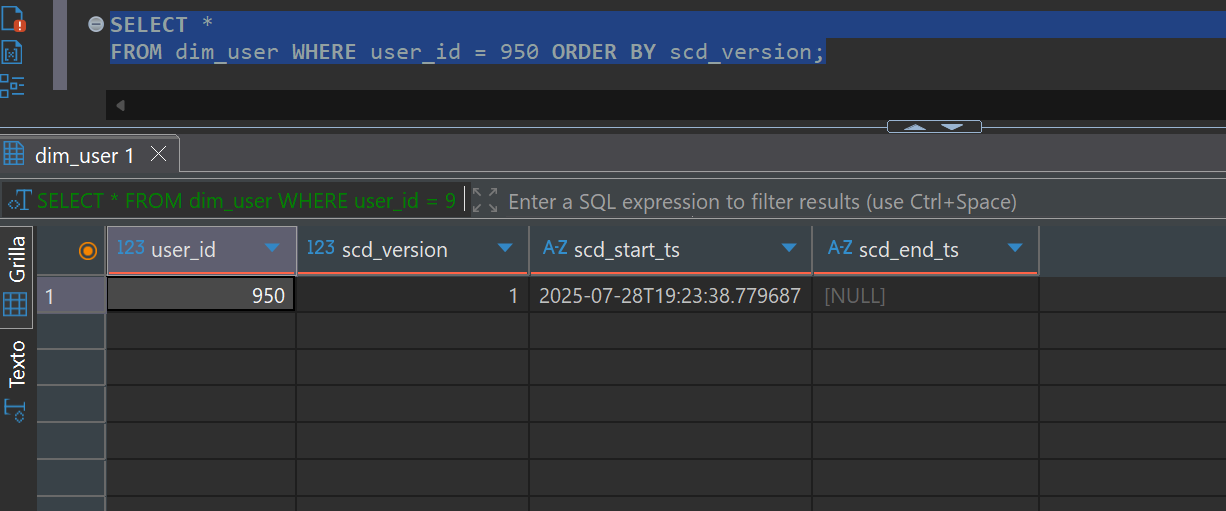 SELECT *
FROM dim_user WHERE user_id = 950 ORDER BY scd_version;
dim_user 1
SELECT * FROM dim_user WHERE user_id = 9
Enter a SQL expression to filter results (use Ctrl+Space)
Grilla
Texto
123 user_id 123 scd_version A-Z scd_start_ts A-Z scd_end_ts
1 950 1 2025-07-28T19:23:38.779687 [NULL]